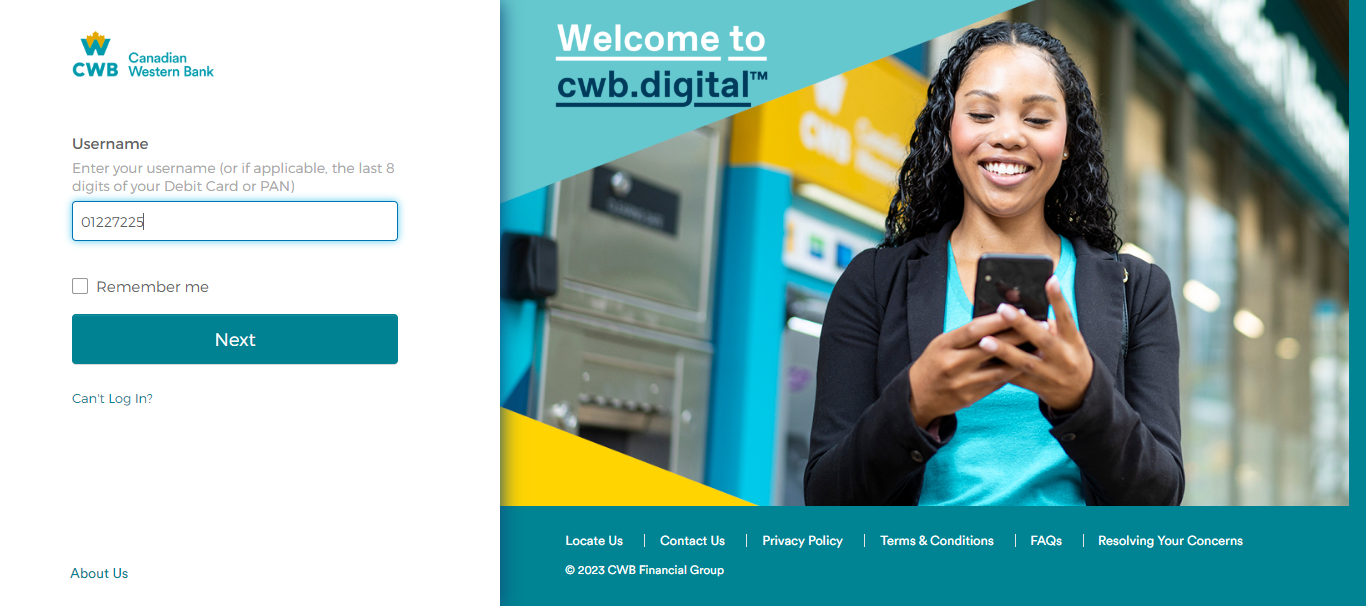 CWB
Canadian
Western Bank
Username
Enter your username (or if applicable, the last 8
digits of your Debit Card or PAN)
01227225
Remember me
Next
Can't Log In?
About Us
Welcome to
cwb.digital™
CWB
Locate Us
Contact Us
Privacy Policy
Terms & Conditions
FAQs
Resolving Your Concerns
© 2023 CWB Financial Group